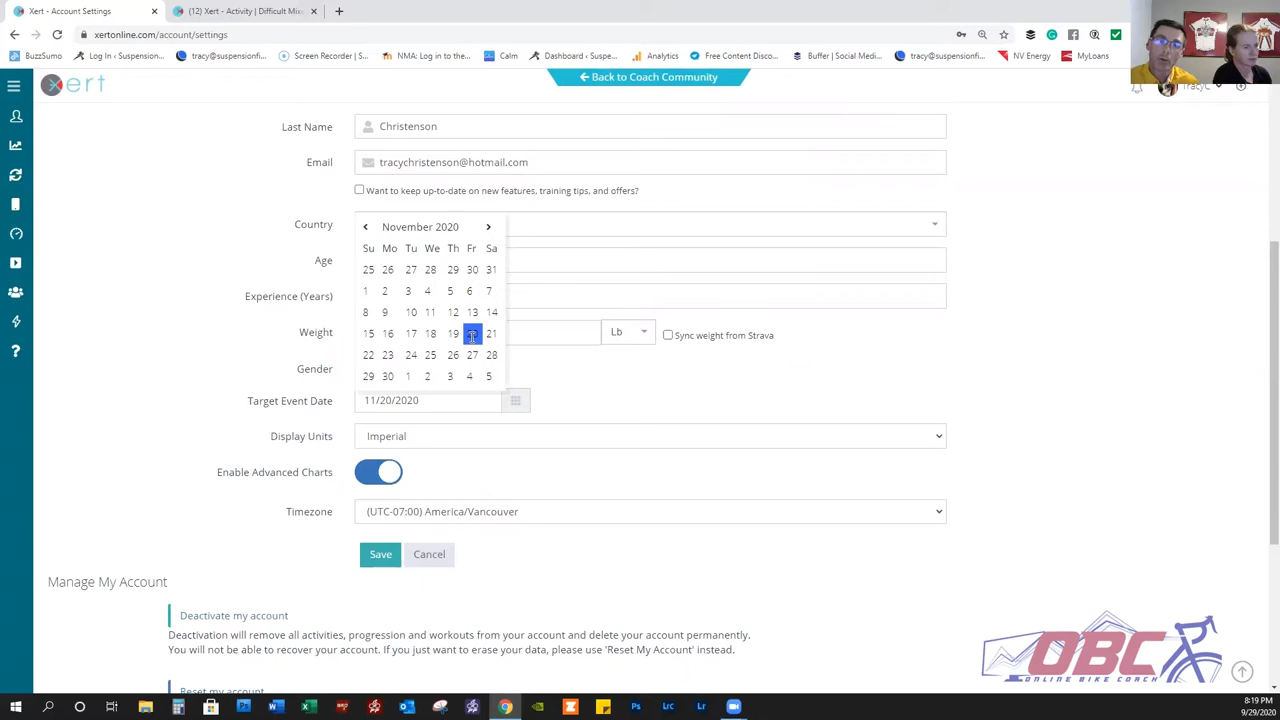 Xert - Account Settings
(12) Xert - Activity | Difficult Mix
xertonline.com/account/settings
BuzzSumo
Log In ‹ Suspension
tracy@suspensionfi
Screen Recorder | S
NMA: Log in to the
Calm
Dashboard ‹ Suspe
Analytics
Free Content Disco
Buffer | Social Medi
tracy@suspensionfi
NV Energy
MyLoans
xert
Back to Coach Community
TracyC
Last Name
Christenson
Email
tracychristenson@hotmail.com
Want to keep up-to-date on new features, training tips, and offers?
Country
November 2020
Su Mo Tu We Th Fr Sa
25 26 27 28 29 30 31
1 2 3 4 5 6 7
8 9 10 11 12 13 14
15 16 17 18 19 21
22 23 24 25 26 27 28
29 30 1 2 3 4 5
Age
Experience (Years)
Weight
Lb
Sync weight from Strava
Gender
Target Event Date
11/20/2020
Display Units
Imperial
Enable Advanced Charts
Timezone
(UTC-07:00) America/Vancouver
Save
Cancel
Manage My Account
Deactivate my account
Deactivation will remove all activities, progression and workouts from your account and delete your account permanently.
You will not be able to recover your account. If you just want to erase your data, please use 'Reset My Account' instead.
Reset my account
OBC
ONLINE BIKE COACH
8:19 PM
9/29/2020